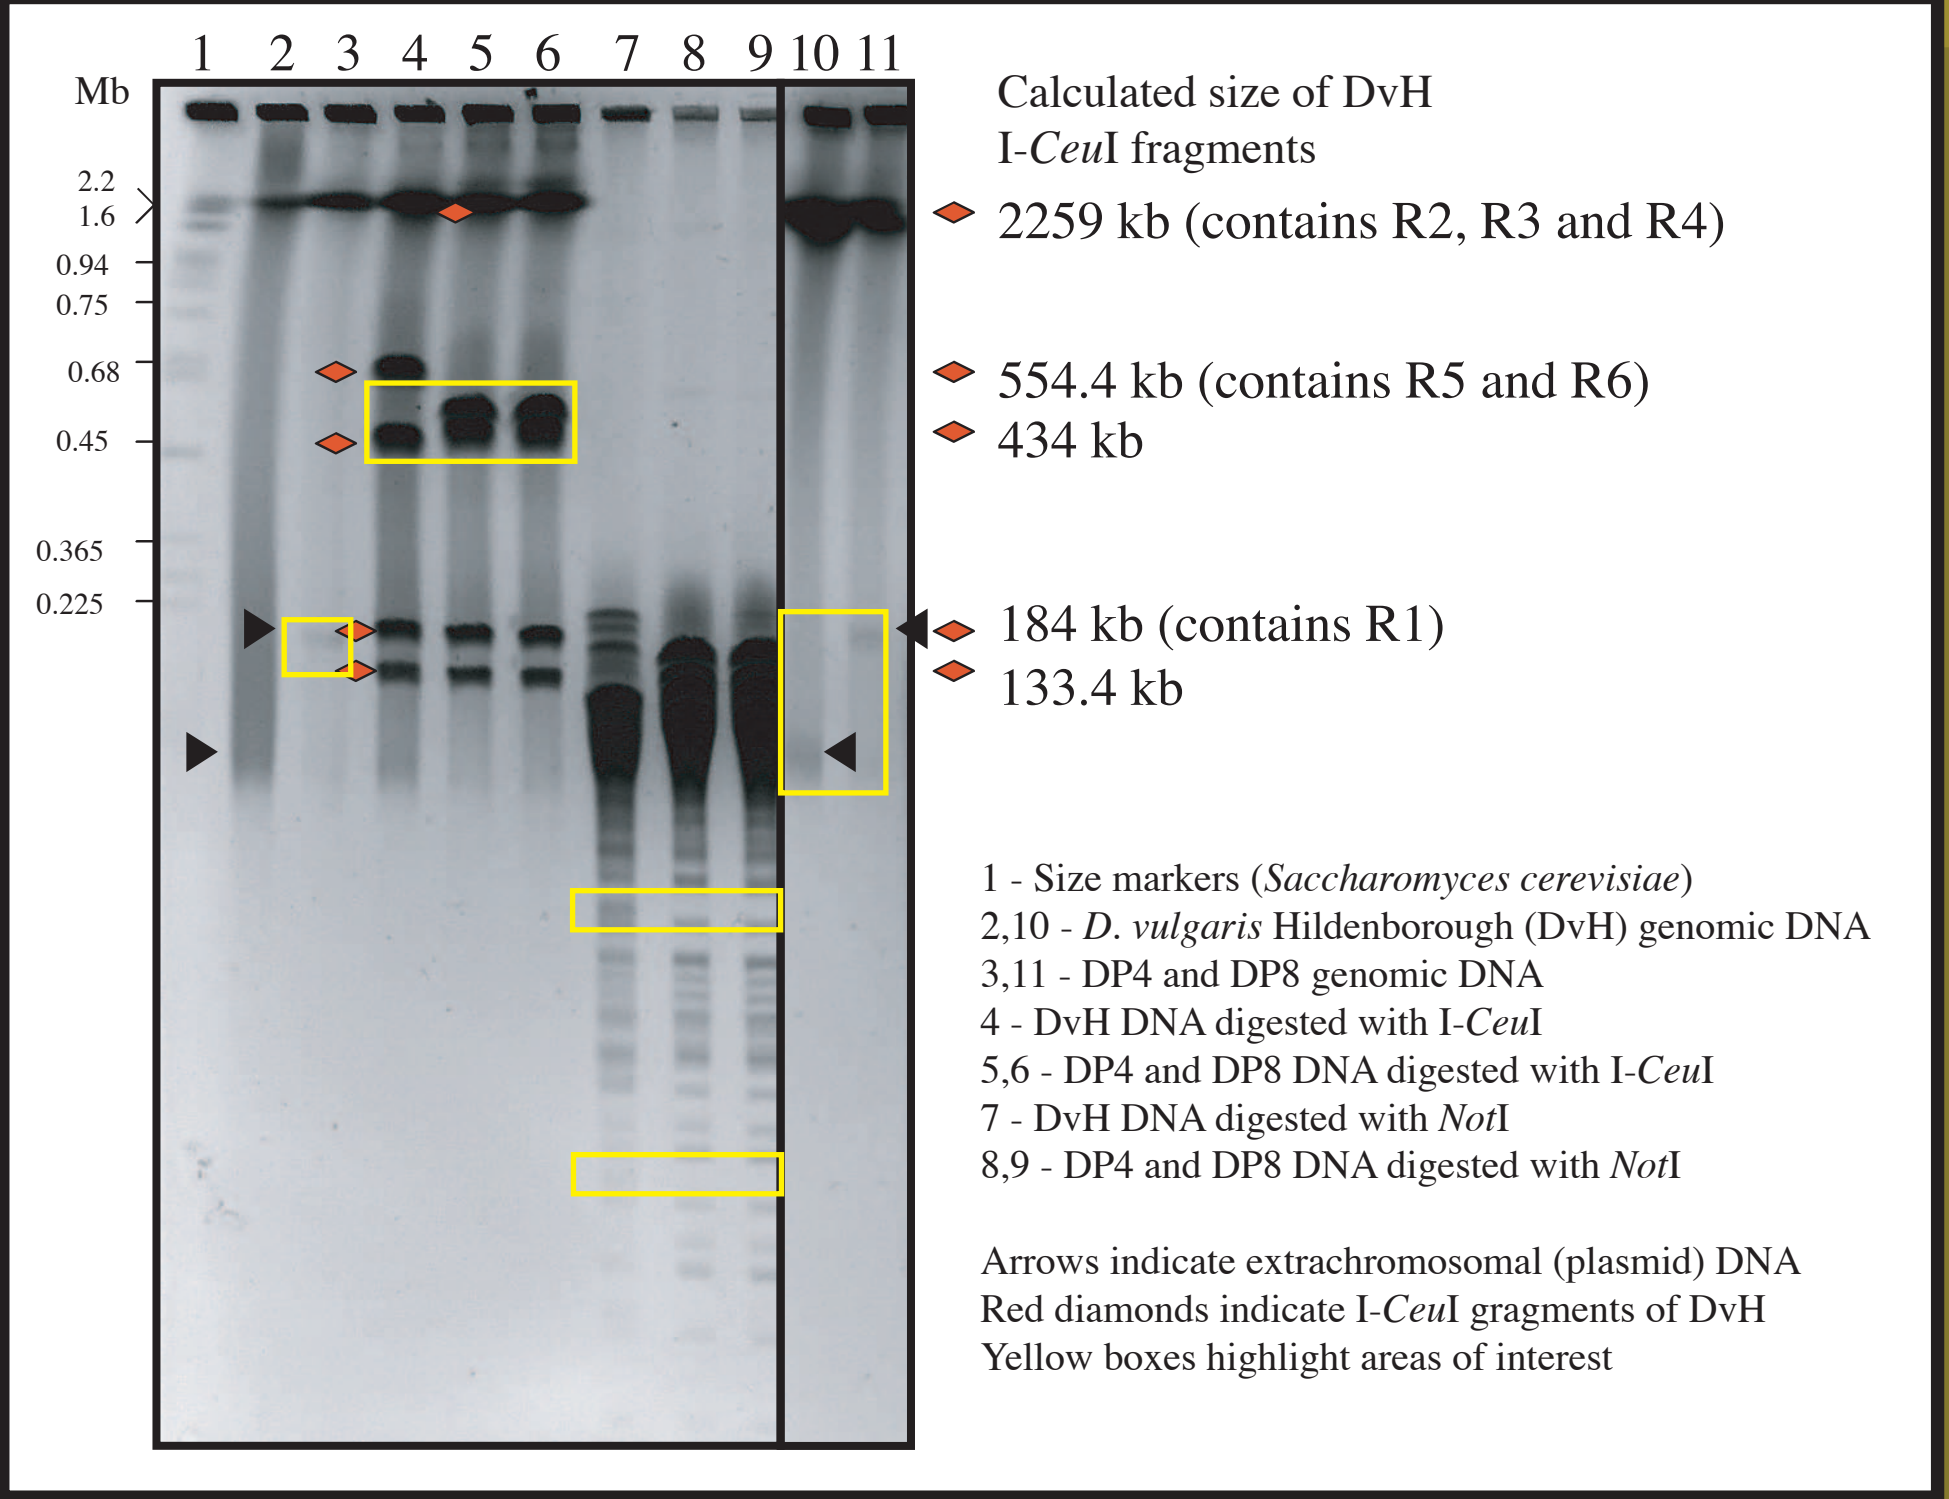 1 2 3 4 5 6 7 8 9 10 11
Mb
2.2
1.6
0.94
0.75
0.68
0.45
0.365
0.225
Calculated size of DvH
I-CeuI fragments
2259 kb (contains R2, R3 and R4)
554.4 kb (contains R5 and R6)
434 kb
184 kb (contains R1)
133.4 kb
1 - Size markers (Saccharomyces cerevisiae)
2,10 - D. vulgaris Hildenborough (DvH) genomic DNA
3,11 - DP4 and DP8 genomic DNA
4 - DvH DNA digested with I-CeuI
5,6 - DP4 and DP8 DNA digested with I-CeuI
7 - DvH DNA digested with NotI
8,9 - DP4 and DP8 DNA digested with NotI
Arrows indicate extrachromosomal (plasmid) DNA
Red diamonds indicate I-CeuI gragments of DvH
Yellow boxes highlight areas of interest